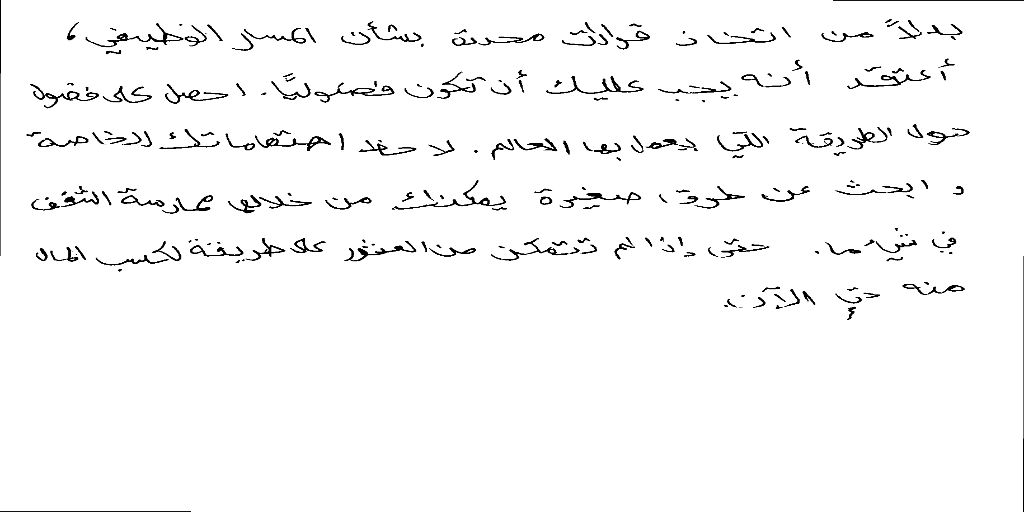 بدلاً من اتخاذ قرارات محددة بشأن المسار الوظيفي،
أعتقد أنه يجب عليك أن تكون فضوليًا. احصل على فضول
حول الطريقة التي يعمل بها العالم. لاحظ اهتماماتك الخاصة
وابحث عن طرق صغيرة يمكنك من خلالها ممارسة الشغف
في شيء ما. حتى إذا لم تتمكن من العثور على طريقة لكسب المال
منه حتى الآن.